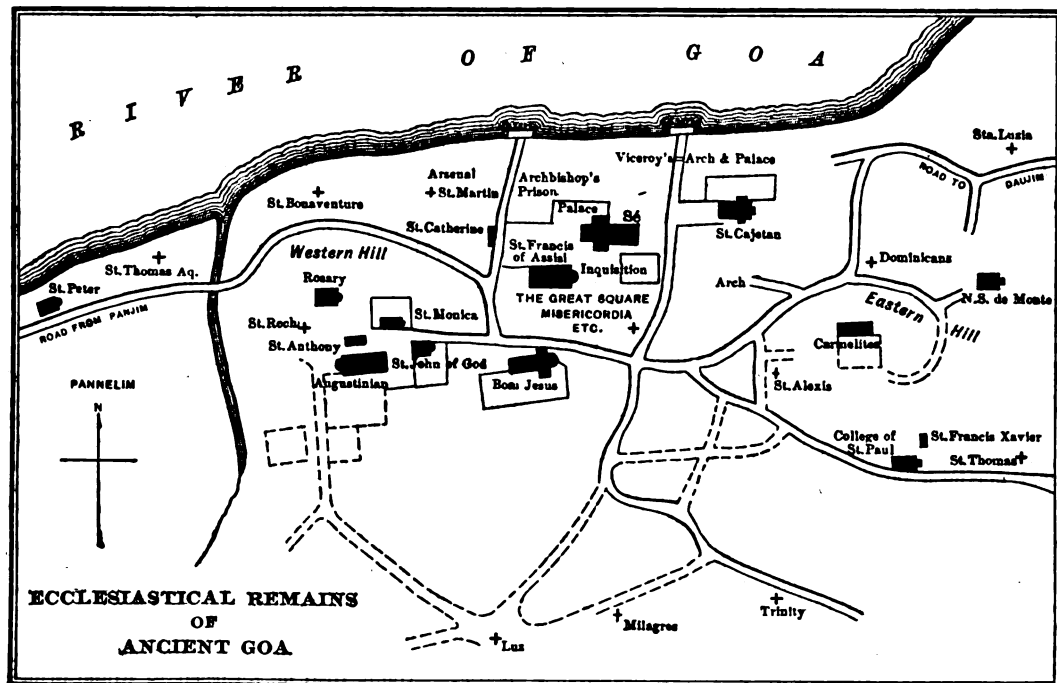 RIVER OF GOA
Sta. Luzia
Viceroy's Arch & Palace
ROAD TO DAUJIM
Arsenal
St. Martin
Archbishop's
Prison
Palace
St. Bonaventure
Sé
St. Cajetan
St. Catherine
St. Francis
of Assisi
Western Hill
Inquisition
Dominicans
St. Thomas Aq.
Rosary
Arch
N.S. de Monte
St. Peter
THE GREAT SQUARE
MISERICORDIA
ETC.
Eastern Hill
ROAD FROM PANJIM
St. Monica
St. Roch
Carmelites
St. Anthony
St. John of God
Augustinian
Bom Jesus
St. Alexis
PANNELIM
N
College of
St. Paul
St. Francis Xavier
St. Thomas
ECCLESIASTICAL REMAINS
OF
ANCIENT GOA
Trinity
Milagres
Luz